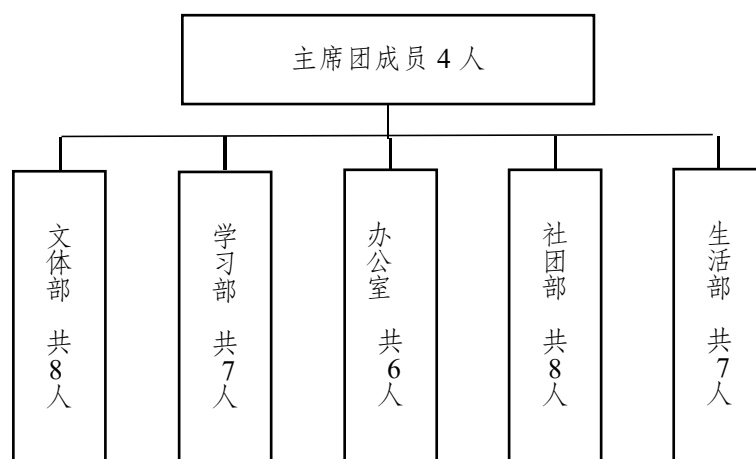 主席团成员 4 人
文体部 共8人
学习部 共7人
办公室 共6人
社团部 共8人
生活部 共7人